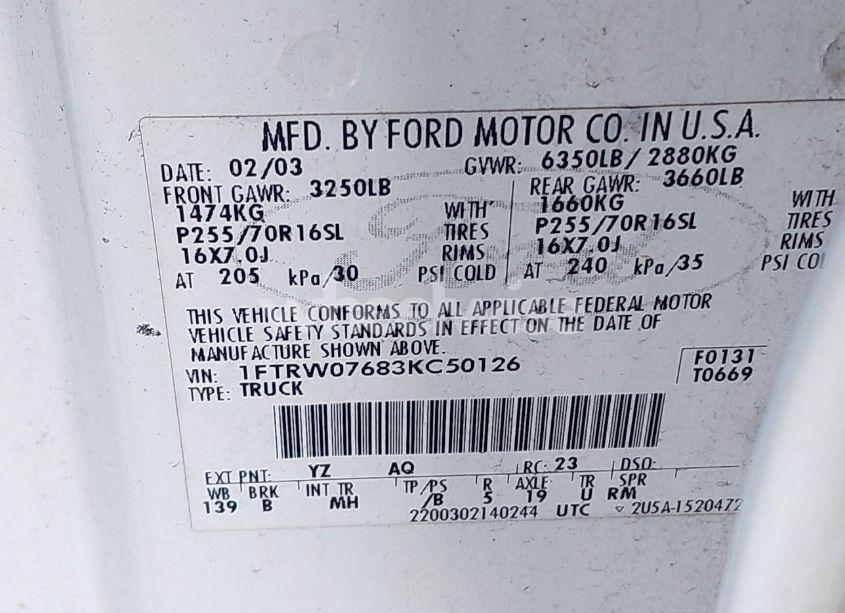 MFD. BY FORD MOTOR CO. IN U.S.A.
DATE: 02/03 GVWR: 6350LB/ 2880KG
FRONT GAWR: 3250LB REAR GAWR: 3660LB
1474KG WITH 1660KG WITH
P255/70R16SL TIRES P255/70R16SL TIRES
16X7.0J RIMS 16X7.0J RIMS
AT 205 kPa/30 PSI COLD AT 240 kPa/35 PSI COL
THIS VEHICLE CONFORMS TO ALL APPLICABLE FEDERAL MOTOR
VEHICLE SAFETY STANDARDS IN EFFECT ON THE DATE OF
MANUFACTURE SHOWN ABOVE.
VIN: 1FTRW07683KC50126 F0131
TYPE: TRUCK T0669
EXT PNT: YZ AQ RC: 23 DSO:
WB BRK INT TR TP/PS R AXLE TR SPR
139 B MH /B 5 19 U RM
2200302140244 UTC ▿ 2U5A-1520472